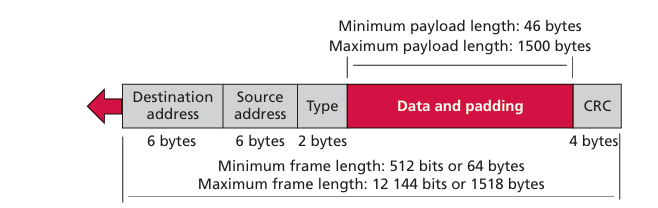 Minimum payload length: 46 bytes
Maximum payload length: 1500 bytes
Destination address
Source address
Type
Data and padding
CRC
6 bytes
6 bytes
2 bytes
4 bytes
Minimum frame length: 512 bits or 64 bytes
Maximum frame length: 12 144 bits or 1518 bytes